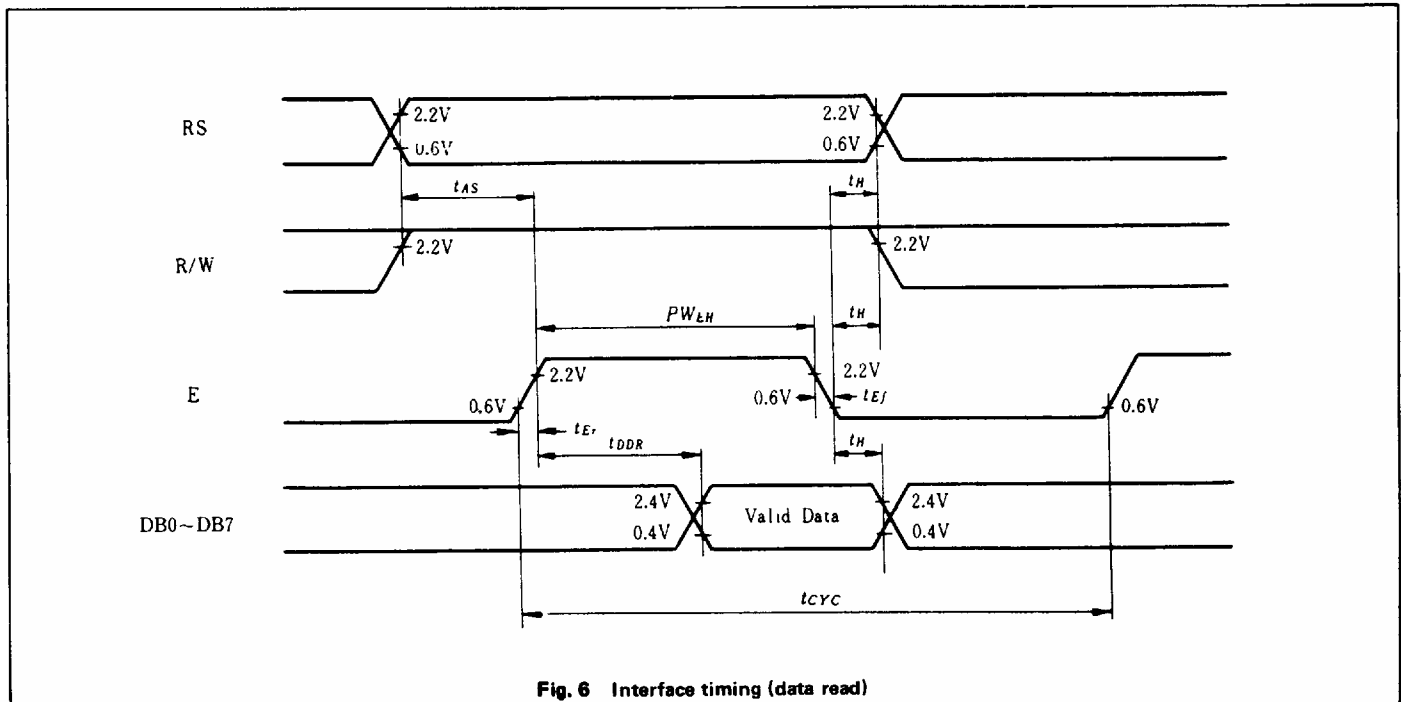 RS
2.2V
0.6V
2.2V
0.6V
tAS
tH
R/W
2.2V
2.2V
PWEH
tH
E
0.6V
2.2V
2.2V
0.6V
tEf
0.6V
tEr
tDDR
tH
DB0~DB7
2.4V
0.4V
Valid Data
2.4V
0.4V
tCYC
Fig. 6 Interface timing (data read)